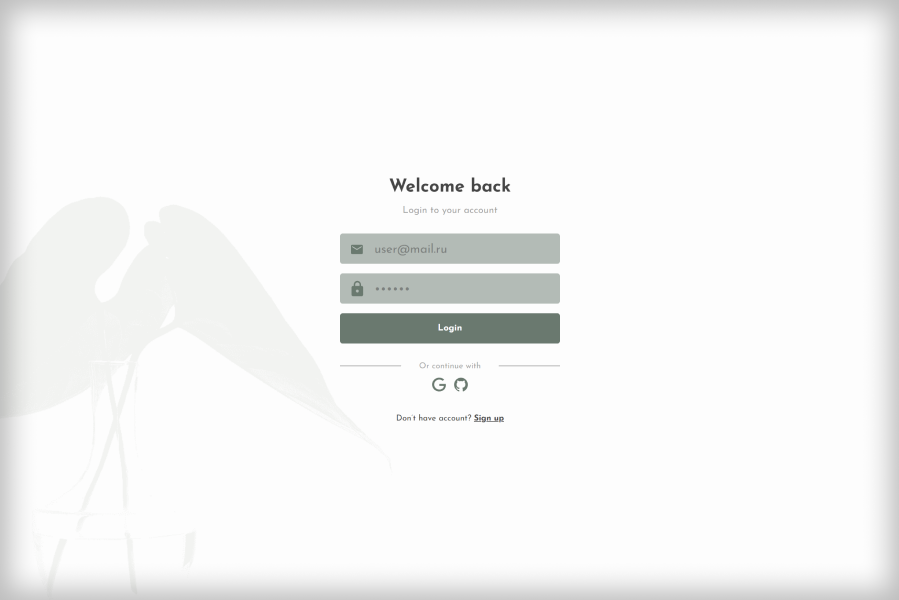 Welcome back
Login to your account
user@mail.ru
••••••
Login
Or continue with
Don't have account? Sign up